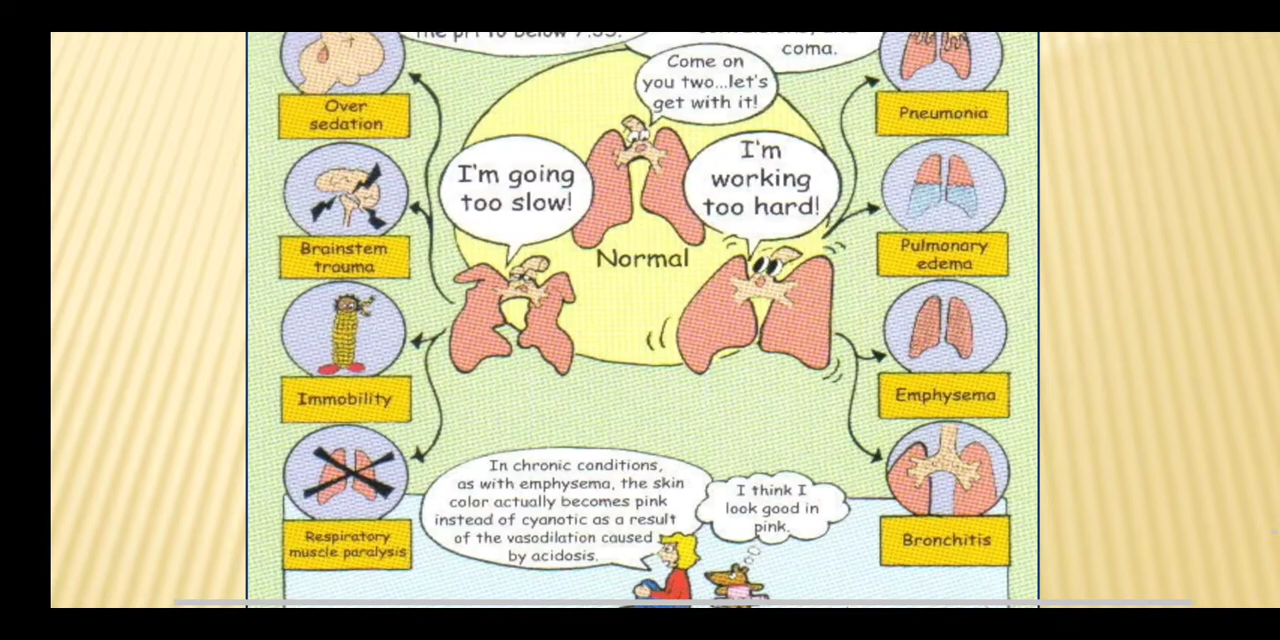 coma.
Come on
you two...let's
get with it!
Over
sedation
Pneumonia
I'm going
too slow!
I'm
working
too hard!
Normal
Brainstem
trauma
Pulmonary
edema
Immobility
Emphysema
In chronic conditions,
as with emphysema, the skin
color actually becomes pink
instead of cyanotic as a result
of the vasodilation caused
by acidosis.
I think I
look good in
pink.
Respiratory
muscle paralysis
Bronchitis